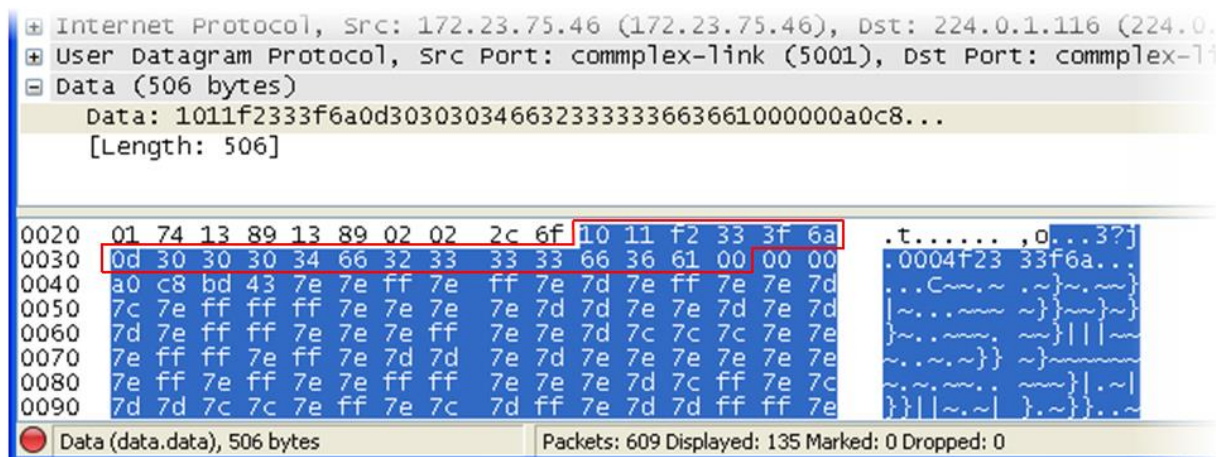 Internet Protocol, Src: 172.23.75.46 (172.23.75.46), Dst: 224.0.1.116 (224.0.
User Datagram Protocol, Src Port: commplex-link (5001), Dst Port: commplex-li
Data (506 bytes)
Data: 1011f2333f6a0d30303034663233333366366​1000000a0c8...
[Length: 506]
0020 01 74 13 89 13 89 02 02 2c 6f 10 11 f2 33 3f 6a .t...... ,o...3?j
0030 0d 30 30 30 34 66 32 33 33 33 66 36 61 00 00 00 .0004f23 33f6a...
0040 a0 c8 bd 43 7e 7e ff 7e ff 7e 7d 7e ff 7e 7e 7d ...C~~.~ .~}~.~~}
0050 7c 7e ff ff ff 7e 7e 7e 7e 7d 7d 7e 7e 7d 7e 7d |~...~~~ ~}}~~}~}
0060 7d 7e ff ff 7e 7e 7e ff 7e 7e 7d 7c 7c 7c 7e 7e }~..~~~. ~~}|||~~
0070 7e ff ff 7e ff 7e 7d 7d 7e 7d 7e 7e 7e 7e 7e 7e ~..~.~}} ~}~~~~~~
0080 7e ff 7e ff 7e 7e ff ff 7e 7e 7e 7d 7c ff 7e 7c ~.~.~~.. ~~~}|.~|
0090 7d 7d 7c 7c 7e ff 7e 7c 7d ff 7e 7d 7d ff ff 7e }}||~.~| }.~}}..~
Data (data.data), 506 bytes Packets: 609 Displayed: 135 Marked: 0 Dropped: 0